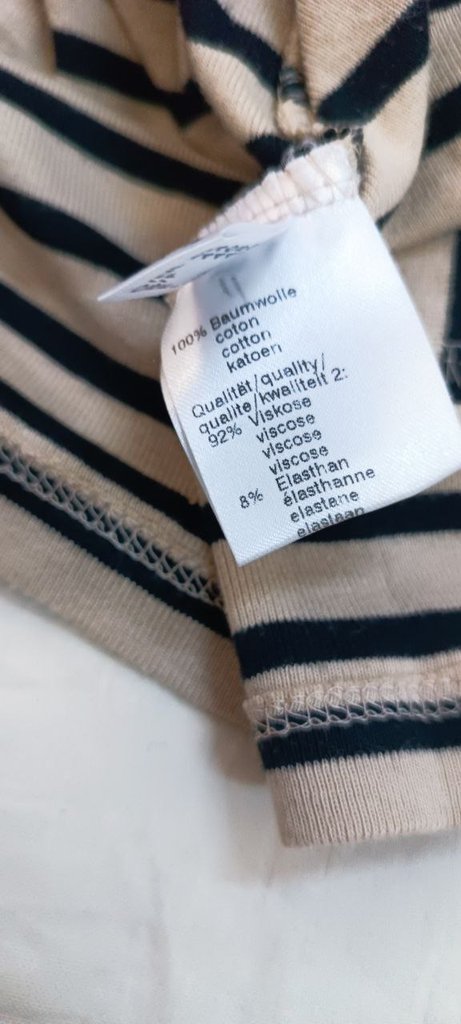 100% Baumwolle
coton
cotton
katoen
Qualität/quality/
qualite/kwaliteit 2:
92% Viskose
viscose
viscose
viscose
8% Elasthan
élasthanne
elastane
elastaan